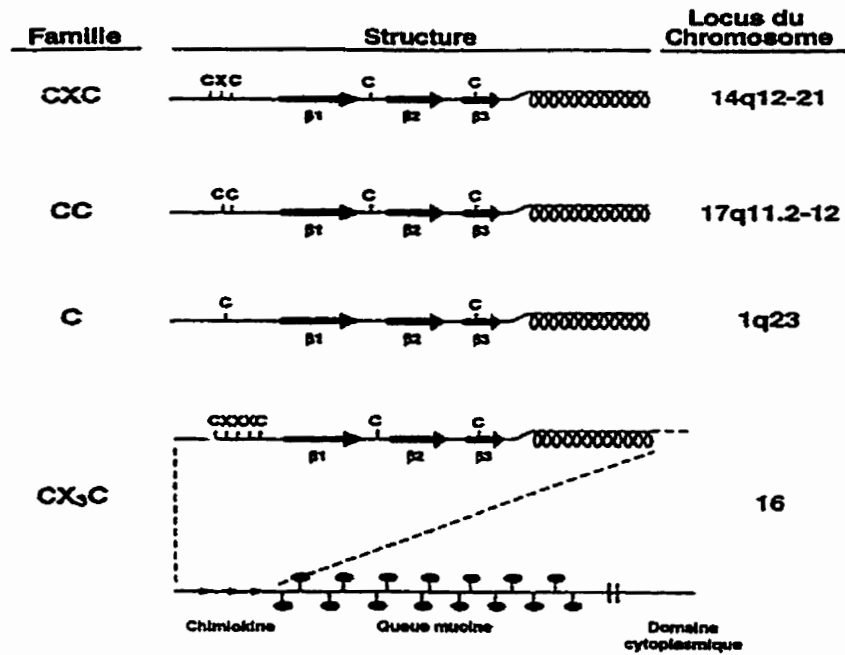 Famille Structure Locus du Chromosome
CXC CXC C C 14q12-21
β1 β2 β3
CC CC C C 17q11.2-12
β1 β2 β3
C C C 1q23
β1 β2 β3
CXXXC C C
β1 β2 β3
CX3C 16
Chimiokine Queue mucine Domaine cytoplasmique